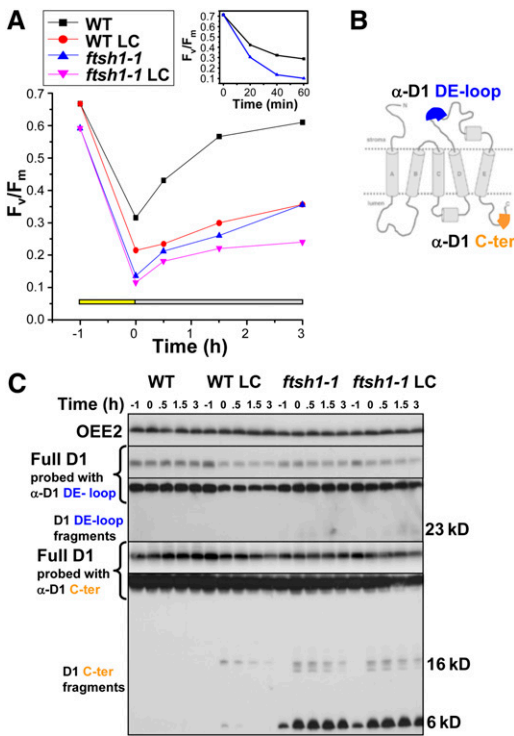 A
WT
WT LC
ftsh1-1
ftsh1-1 LC
Fv/Fm
0.7
0.6
0.5
0.4
0.3
0.2
0.1
0 20 40 60
Time (min)
Fv/Fm
0.8
0.7
0.6
0.5
0.4
0.3
0.2
0.1
0.0
-1 0 1 2 3
Time (h)
B
α-D1 DE-loop
stroma
lumen
A B C D E
N
C
α-D1 C-ter
C
WT WT LC ftsh1-1 ftsh1-1 LC
Time (h) -1 0 .5 1.5 3 -1 0 .5 1.5 3 -1 0 .5 1.5 3 -1 0 .5 1.5 3
OEE2
Full D1
probed with
α-D1 DE- loop
D1 DE-loop
fragments
23 kD
Full D1
probed with
α-D1 C-ter
D1 C-ter
fragments
16 kD
6 kD